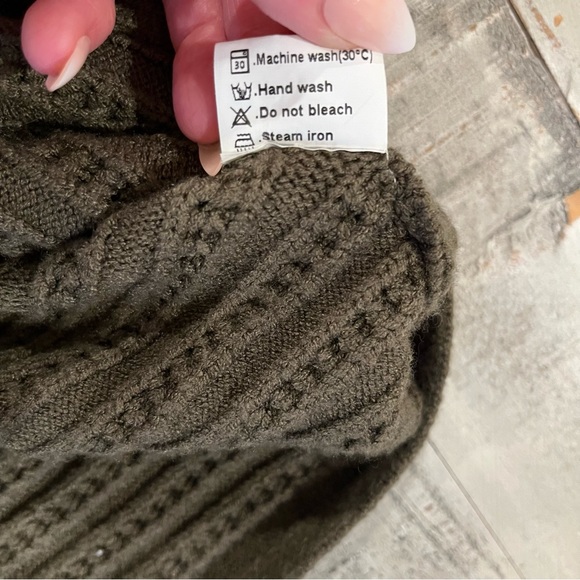 30 .Machine wash(30°C)
.Hand wash
.Do not bleach
.Steam iron